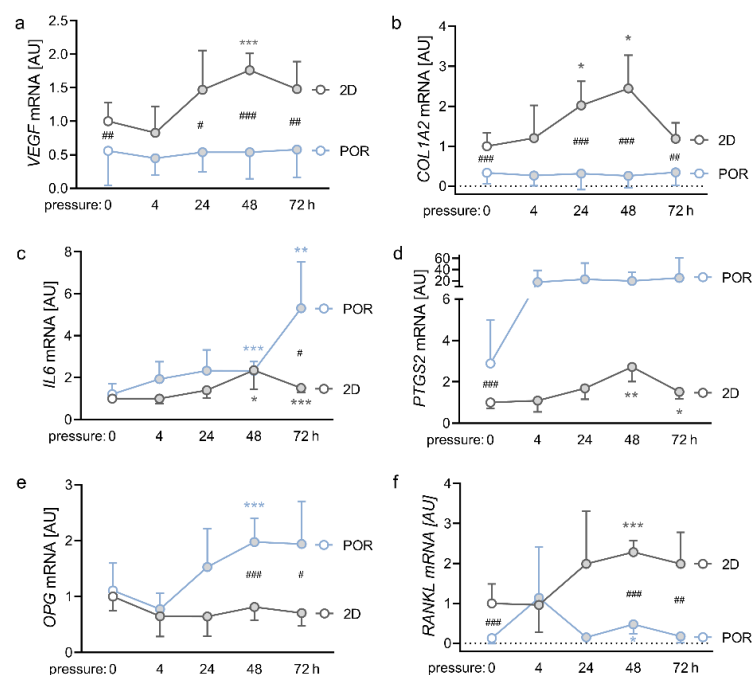 a
VEGF mRNA [AU]
2.5
2.0
1.5
1.0
0.5
0.0
***
##
#
###
##
2D
POR
pressure: 0 4 24 48 72 h
b
COL1A2 mRNA [AU]
4
3
2
1
0
*
*
###
###
###
##
2D
POR
pressure: 0 4 24 48 72 h
c
IL6 mRNA [AU]
8
6
4
2
0
**
***
#
*
***
POR
2D
pressure: 0 4 24 48 72 h
d
PTGS2 mRNA [AU]
60
40
20
6
4
2
0
###
**
*
POR
2D
pressure: 0 4 24 48 72 h
e
OPG mRNA [AU]
3
2
1
0
***
###
#
POR
2D
pressure: 0 4 24 48 72 h
f
RANKL mRNA [AU]
4
3
2
1
0
***
###
###
##
*
2D
POR
pressure: 0 4 24 48 72 h